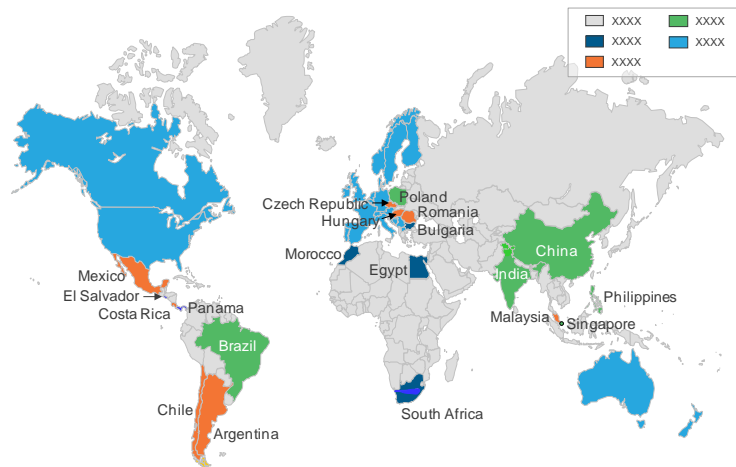 XXXX XXXX
XXXX XXXX
XXXX
Czech Republic
Poland
Hungary
Romania
Bulgaria
Morocco
Egypt
China
India
Mexico
El Salvador
Costa Rica
Panama
Philippines
Malaysia
Singapore
Brazil
Chile
Argentina
South Africa